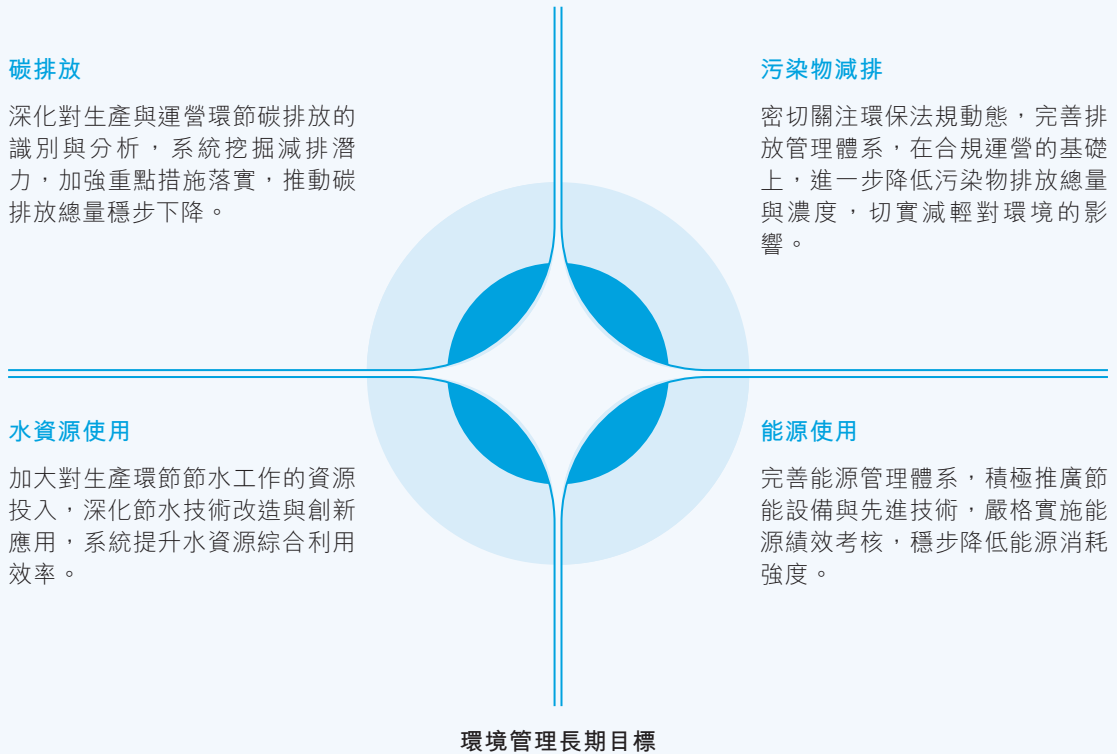 碳排放
深化對生產與運營環節碳排放的
識別與分析，系統挖掘減排潛
力，加強重點措施落實，推動碳
排放總量穩步下降。
污染物減排
密切關注環保法規動態，完善排
放管理體系，在合規運營的基礎
上，進一步降低污染物排放總量
與濃度，切實減輕對環境的影
響。
水資源使用
加大對生產環節節水工作的資源
投入，深化節水技術改造與創新
應用，系統提升水資源綜合利用
效率。
能源使用
完善能源管理體系，積極推廣節
能設備與先進技術，嚴格實施能
源績效考核，穩步降低能源消耗
強度。
環境管理長期目標